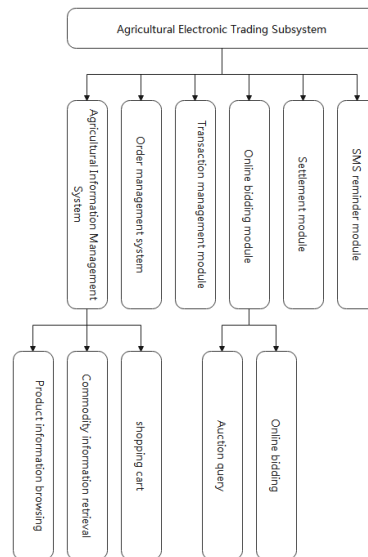 Agricultural Electronic Trading Subsystem
Agricultural Information Management
System
Order management system
Transaction management module
Online bidding module
Settlement module
SMS reminder module
Product information browsing
Commodity information retrieval
shopping cart
Auction query
Online bidding